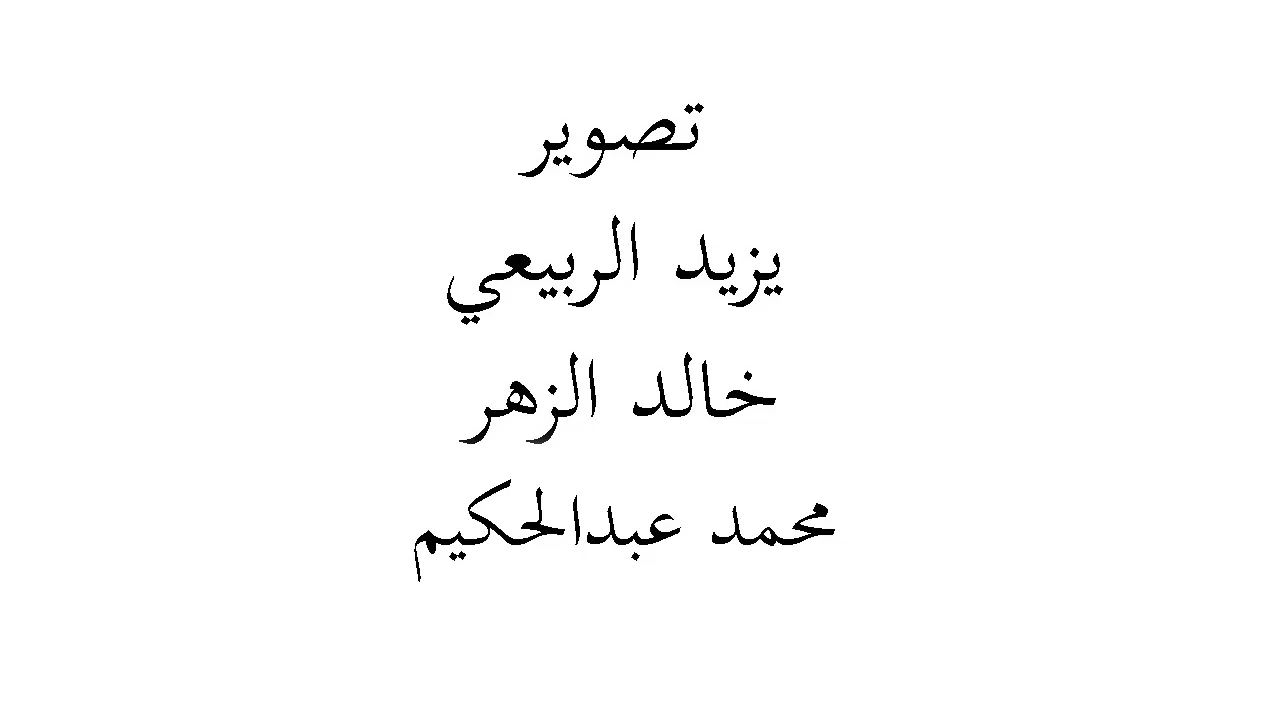 تصوير
يزيد الربيعي
خالد الزهر
محمد عبدالحكيم